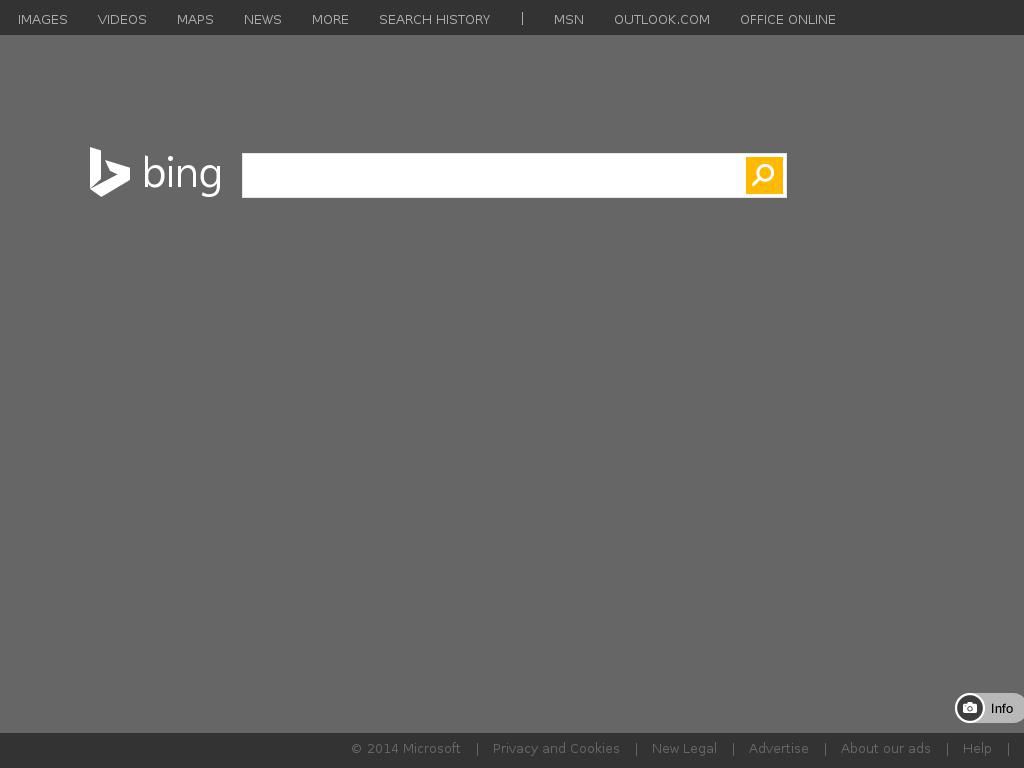 IMAGES VIDEOS MAPS NEWS MORE SEARCH HISTORY | MSN OUTLOOK.COM OFFICE ONLINE
bing
Info
© 2014 Microsoft | Privacy and Cookies | New Legal | Advertise | About our ads | Help |